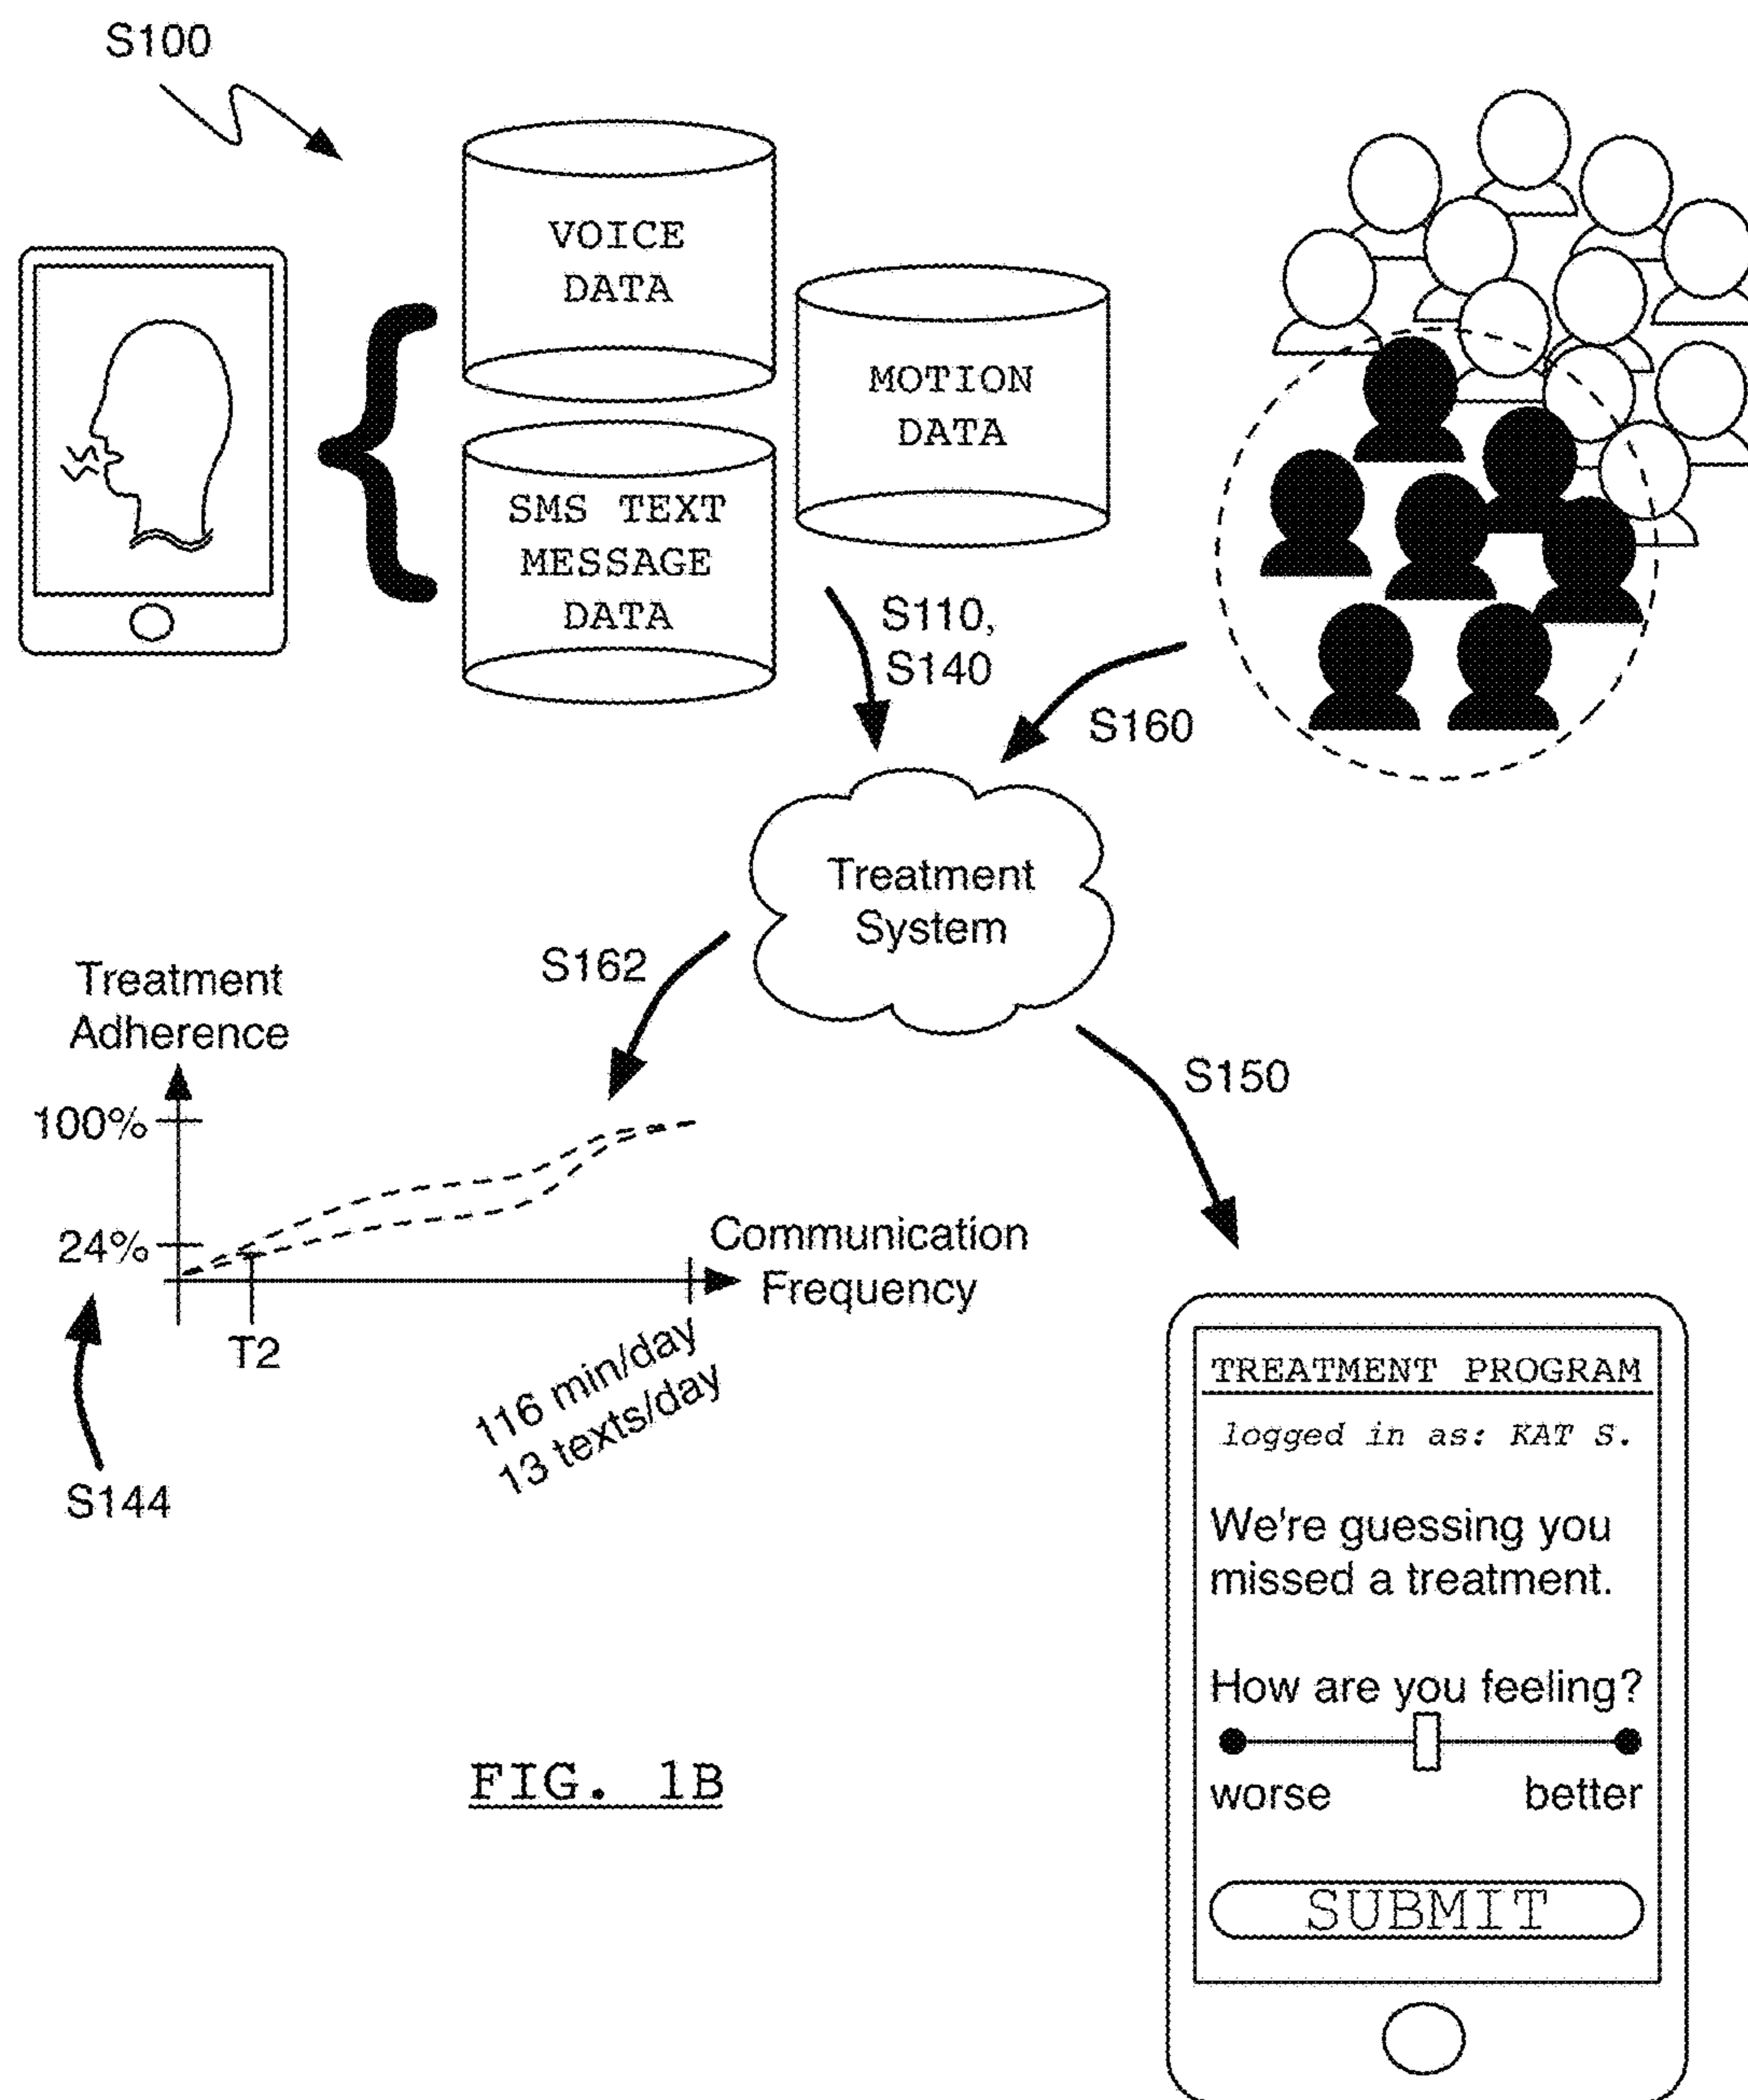 S100
VOICE
DATA
MOTION
DATA
SMS TEXT
MESSAGE
DATA
S110,
S140
S160
Treatment
System
S162
S150
Treatment
Adherence
100%
24%
T2
Communication
Frequency
116 min/day
13 texts/day
S144
TREATMENT PROGRAM
logged in as: KAT S.
We're guessing you
missed a treatment.
How are you feeling?
worse better
SUBMIT
FIG. 1B